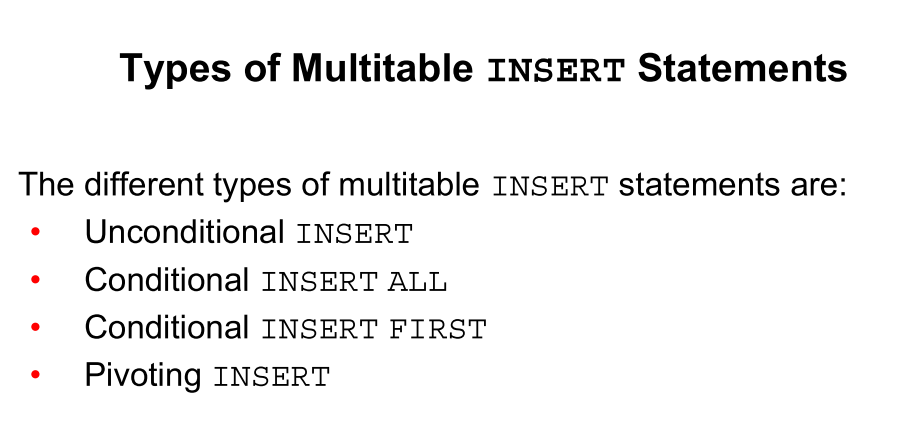 Types of Multitable INSERT Statements
The different types of multitable INSERT statements are:
• Unconditional INSERT
• Conditional INSERT ALL
• Conditional INSERT FIRST
• Pivoting INSERT